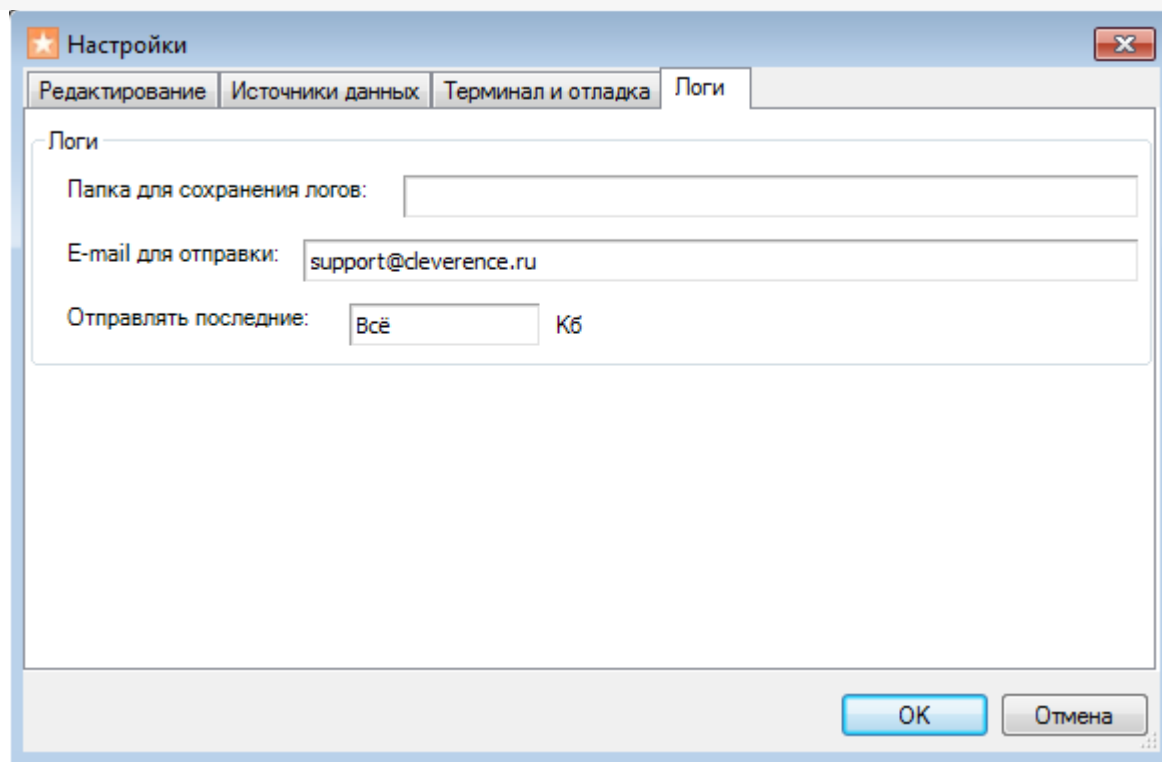 Настройки
Редактирование Источники данных Терминал и отладка Логи
Логи
Папка для сохранения логов:
E-mail для отправки: support@cleverence.ru
Отправлять последние: Всё Кб
OK Отмена